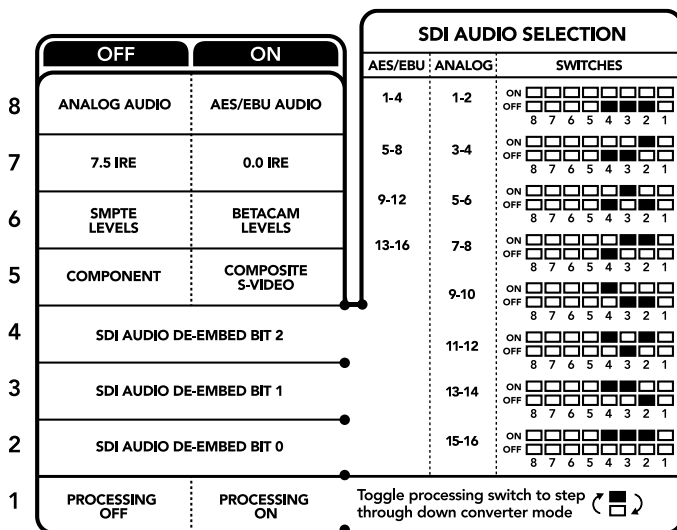 OFF ON
8 ANALOG AUDIO AES/EBU AUDIO
7 7.5 IRE 0.0 IRE
6 SMPTE LEVELS BETACAM LEVELS
5 COMPONENT COMPOSITE S-VIDEO
4 SDI AUDIO DE-EMBED BIT 2
3 SDI AUDIO DE-EMBED BIT 1
2 SDI AUDIO DE-EMBED BIT 0
1 PROCESSING OFF PROCESSING ON
SDI AUDIO SELECTION
AES/EBU ANALOG SWITCHES
1-4 1-2 ON
OFF
8 7 6 5 4 3 2 1
5-8 3-4 ON
OFF
8 7 6 5 4 3 2 1
9-12 5-6 ON
OFF
8 7 6 5 4 3 2 1
13-16 7-8 ON
OFF
8 7 6 5 4 3 2 1
9-10 ON
OFF
8 7 6 5 4 3 2 1
11-12 ON
OFF
8 7 6 5 4 3 2 1
13-14 ON
OFF
8 7 6 5 4 3 2 1
15-16 ON
OFF
8 7 6 5 4 3 2 1
Toggle processing switch to step
through down converter mode